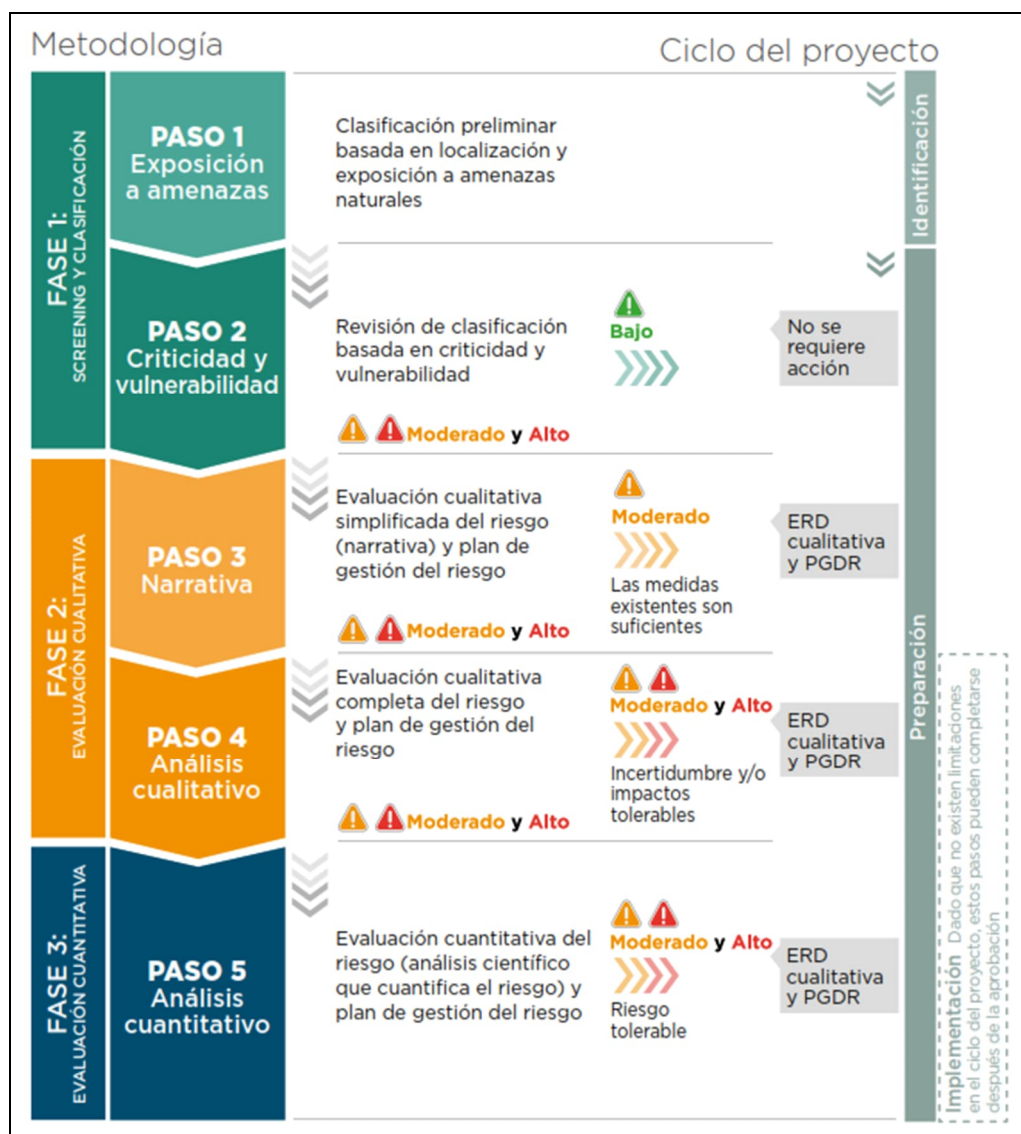 Metodología
Ciclo del proyecto
FASE 1:
SCREENING Y CLASIFICACIÓN
PASO 1
Exposición
a amenazas
Clasificación preliminar
basada en localización y
exposición a amenazas
naturales
Identificación
PASO 2
Criticidad y
vulnerabilidad
Revisión de clasificación
basada en criticidad y
vulnerabilidad
Bajo
No se
requiere
acción
Moderado y Alto
FASE 2:
EVALUACIÓN CUALITATIVA
PASO 3
Narrativa
Evaluación cualitativa
simplificada del riesgo
(narrativa) y plan de
gestión del riesgo
Moderado
Las medidas
existentes son
suficientes
ERD
cualitativa
y PGDR
Moderado y Alto
Preparación
PASO 4
Análisis
cualitativo
Evaluación cualitativa
completa del riesgo
y plan de gestión del
riesgo
Moderado y Alto
Incertidumbre y/o
impactos
tolerables
ERD
cualitativa
y PGDR
Moderado y Alto
FASE 3:
EVALUACIÓN CUANTITATIVA
PASO 5
Análisis
cuantitativo
Evaluación cuantitativa del
riesgo (análisis científico
que cuantifica el riesgo) y
plan de gestión del riesgo
Moderado y Alto
Riesgo
tolerable
ERD
cualitativa
y PGDR
Implementación Dado que no existen limitaciones
en el ciclo del proyecto, estos pasos pueden completarse
después de la aprobación